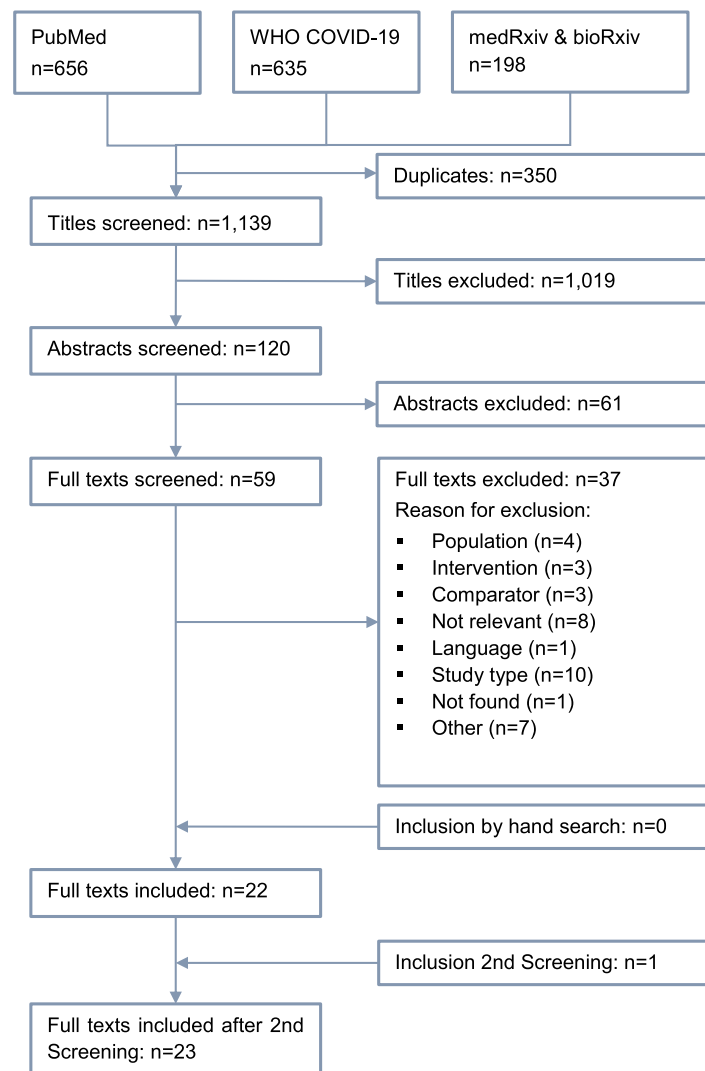 PubMed
n=656
WHO COVID-19
n=635
medRxiv & bioRxiv
n=198
Duplicates: n=350
Titles screened: n=1,139
Titles excluded: n=1,019
Abstracts screened: n=120
Abstracts excluded: n=61
Full texts screened: n=59
Full texts excluded: n=37
Reason for exclusion:
▪ Population (n=4)
▪ Intervention (n=3)
▪ Comparator (n=3)
▪ Not relevant (n=8)
▪ Language (n=1)
▪ Study type (n=10)
▪ Not found (n=1)
▪ Other (n=7)
Inclusion by hand search: n=0
Full texts included: n=22
Inclusion 2nd Screening: n=1
Full texts included after 2nd
Screening: n=23